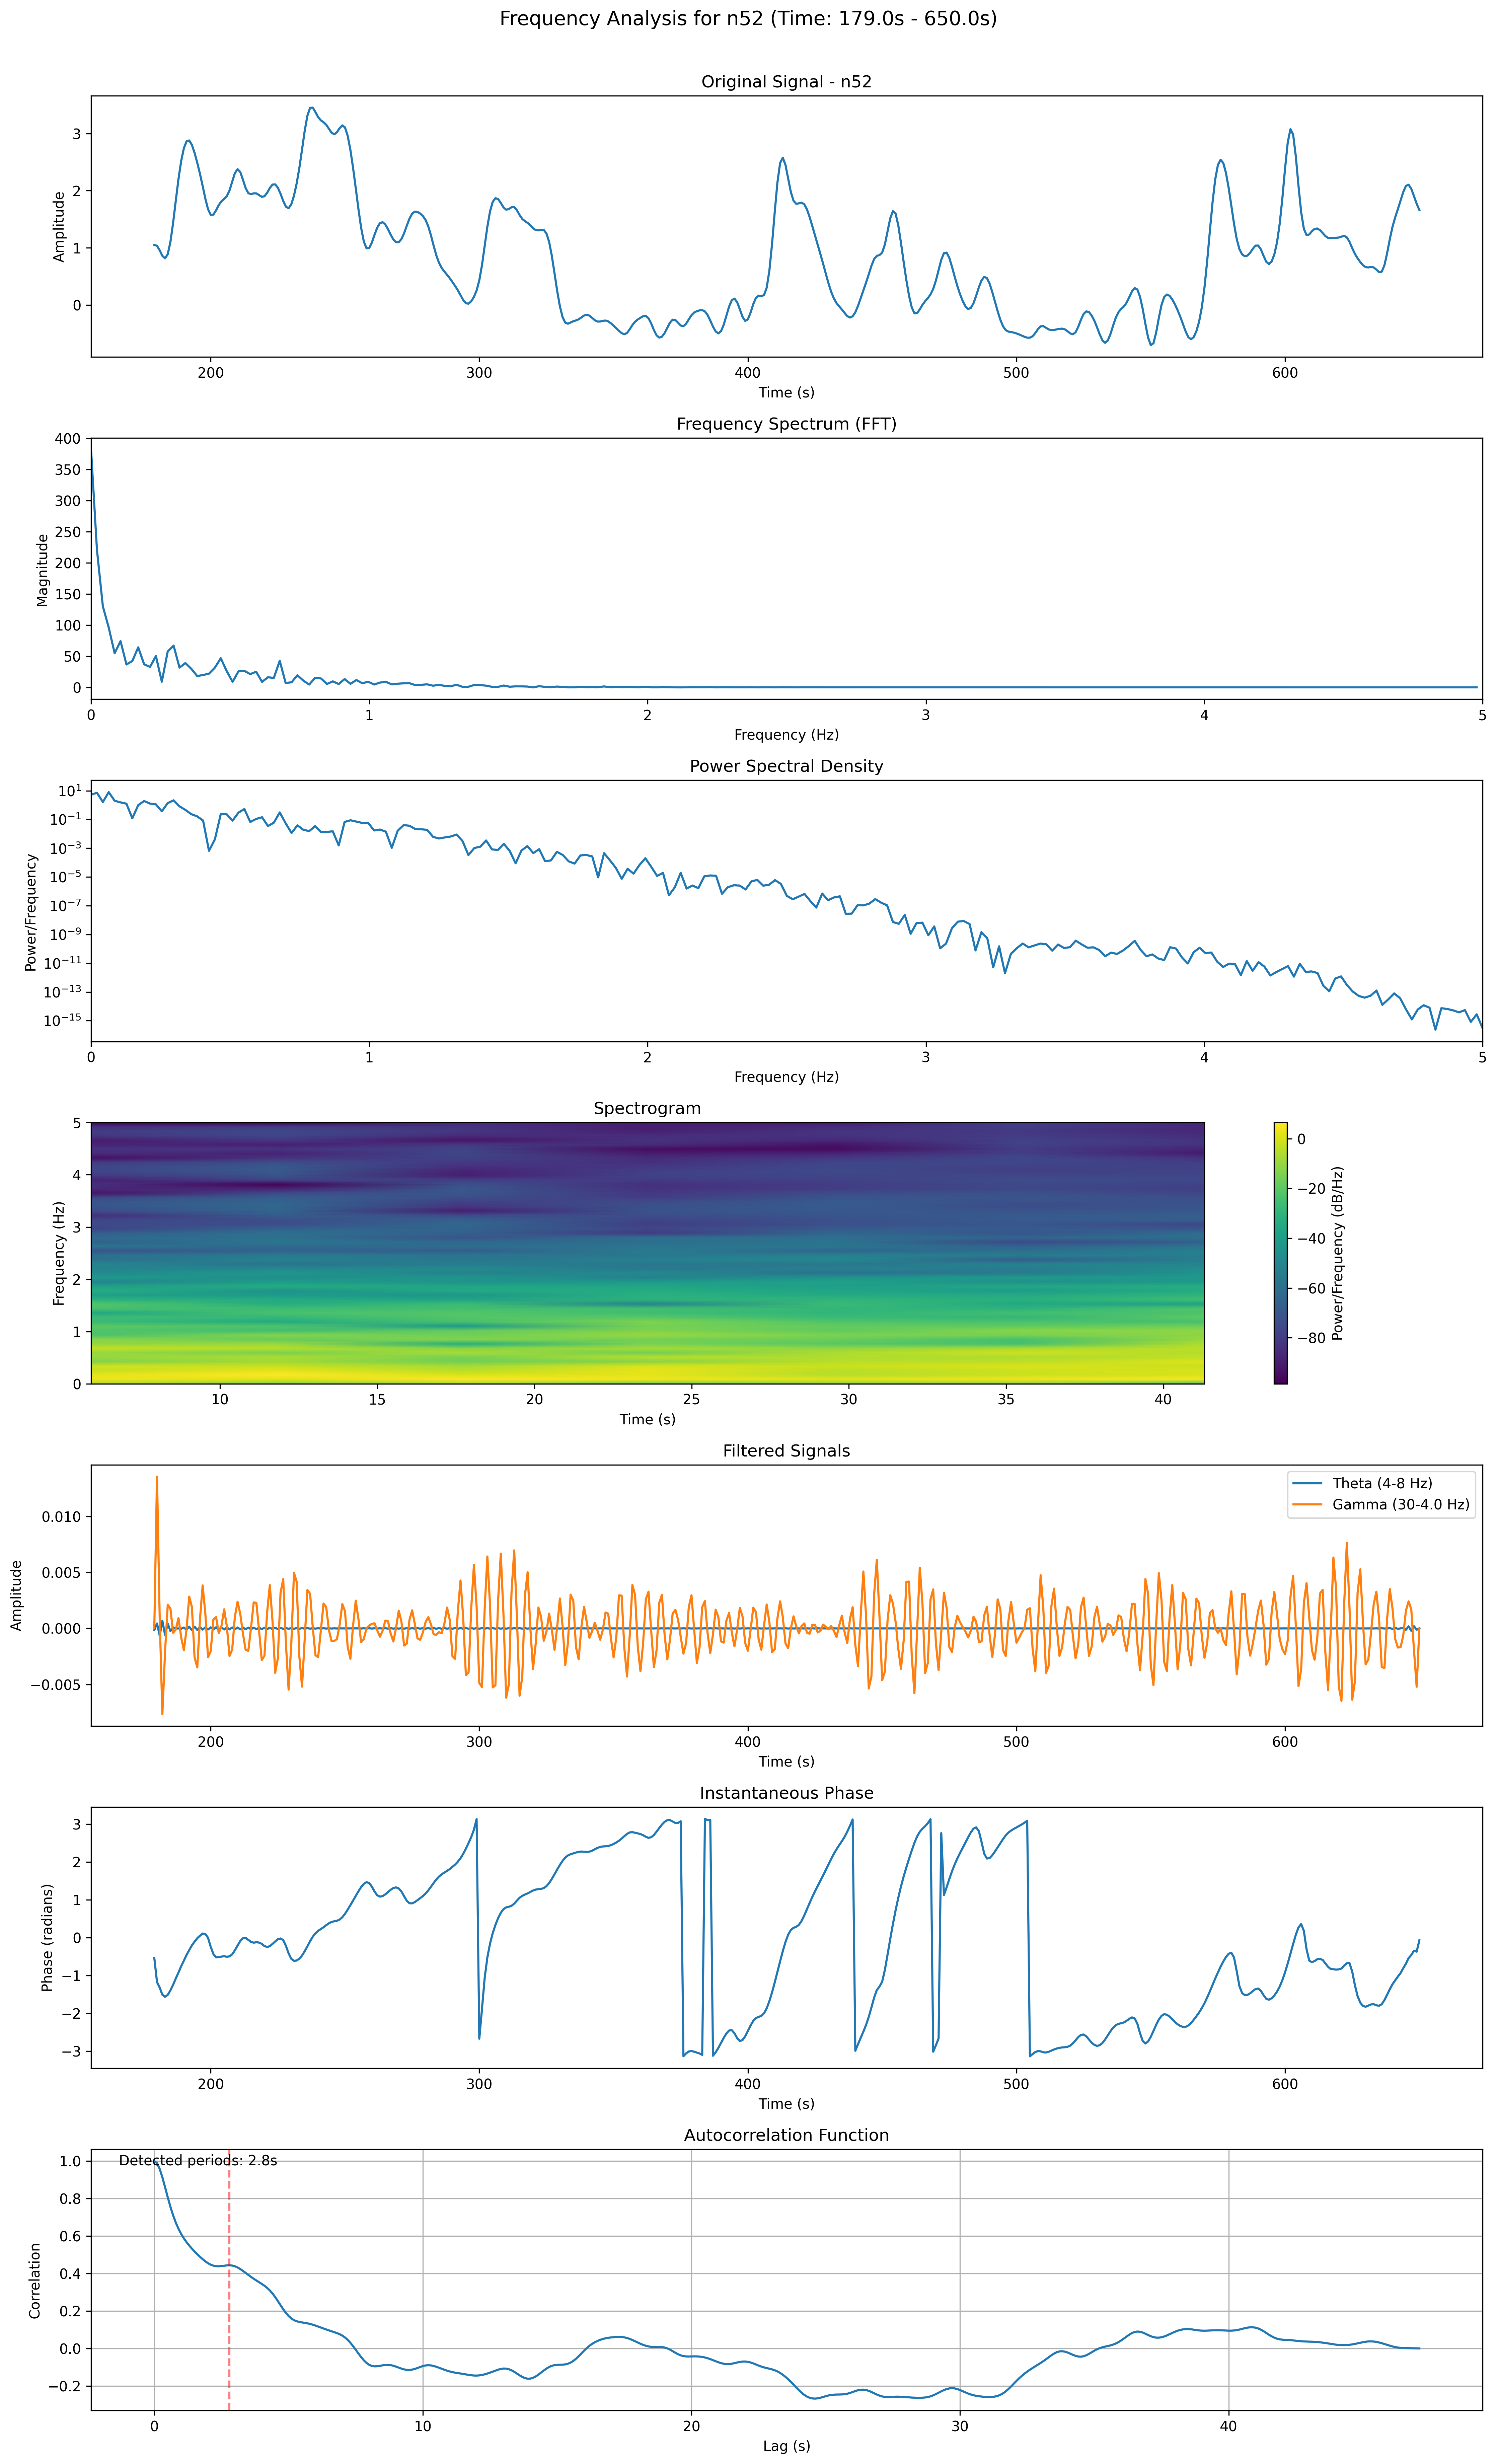 Frequency Analysis for n52 (Time: 179.0s - 650.0s)
Original Signal - n52
Amplitude
3
2
1
0
200 300 400 500 600
Time (s)
Frequency Spectrum (FFT)
Magnitude
400
350
300
250
200
150
100
50
0
0 1 2 3 4 5
Frequency (Hz)
Power Spectral Density
Power/Frequency
10¹
10⁻¹
10⁻³
10⁻⁵
10⁻⁷
10⁻⁹
10⁻¹¹
10⁻¹³
10⁻¹⁵
0 1 2 3 4 5
Frequency (Hz)
Spectrogram
Frequency (Hz)
5
4
3
2
1
0
10 15 20 25 30 35 40
Time (s)
0
−20
−40
−60
−80
Power/Frequency (dB/Hz)
Filtered Signals
Theta (4-8 Hz)
Gamma (30-4.0 Hz)
Amplitude
0.010
0.005
0.000
−0.005
200 300 400 500 600
Time (s)
Instantaneous Phase
Phase (radians)
3
2
1
0
−1
−2
−3
200 300 400 500 600
Time (s)
Autocorrelation Function
Detected periods: 2.8s
Correlation
1.0
0.8
0.6
0.4
0.2
0.0
−0.2
0 10 20 30 40
Lag (s)